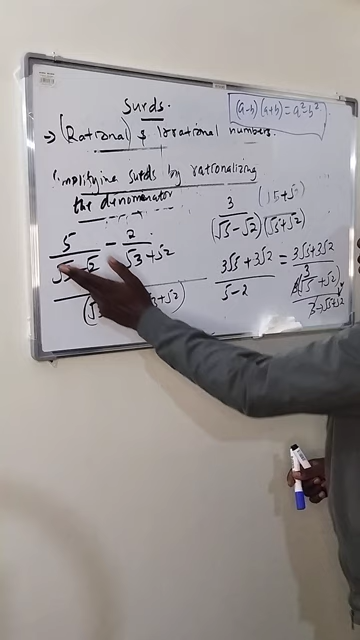 Surds.
(a-b)(a+b) = a²-b²
→ (Rational) & Irrational numbers.
Simplifying surds by rationalizing
the denominator
5/(√5-√2) - 2/(√3+√2)
3/(√5-√2) (√5+√2)/(√5+√2)
(3√5+3√2)/(5-2) = (3√5+3√2)/3
3(√5+√2)/3 → √5+√2